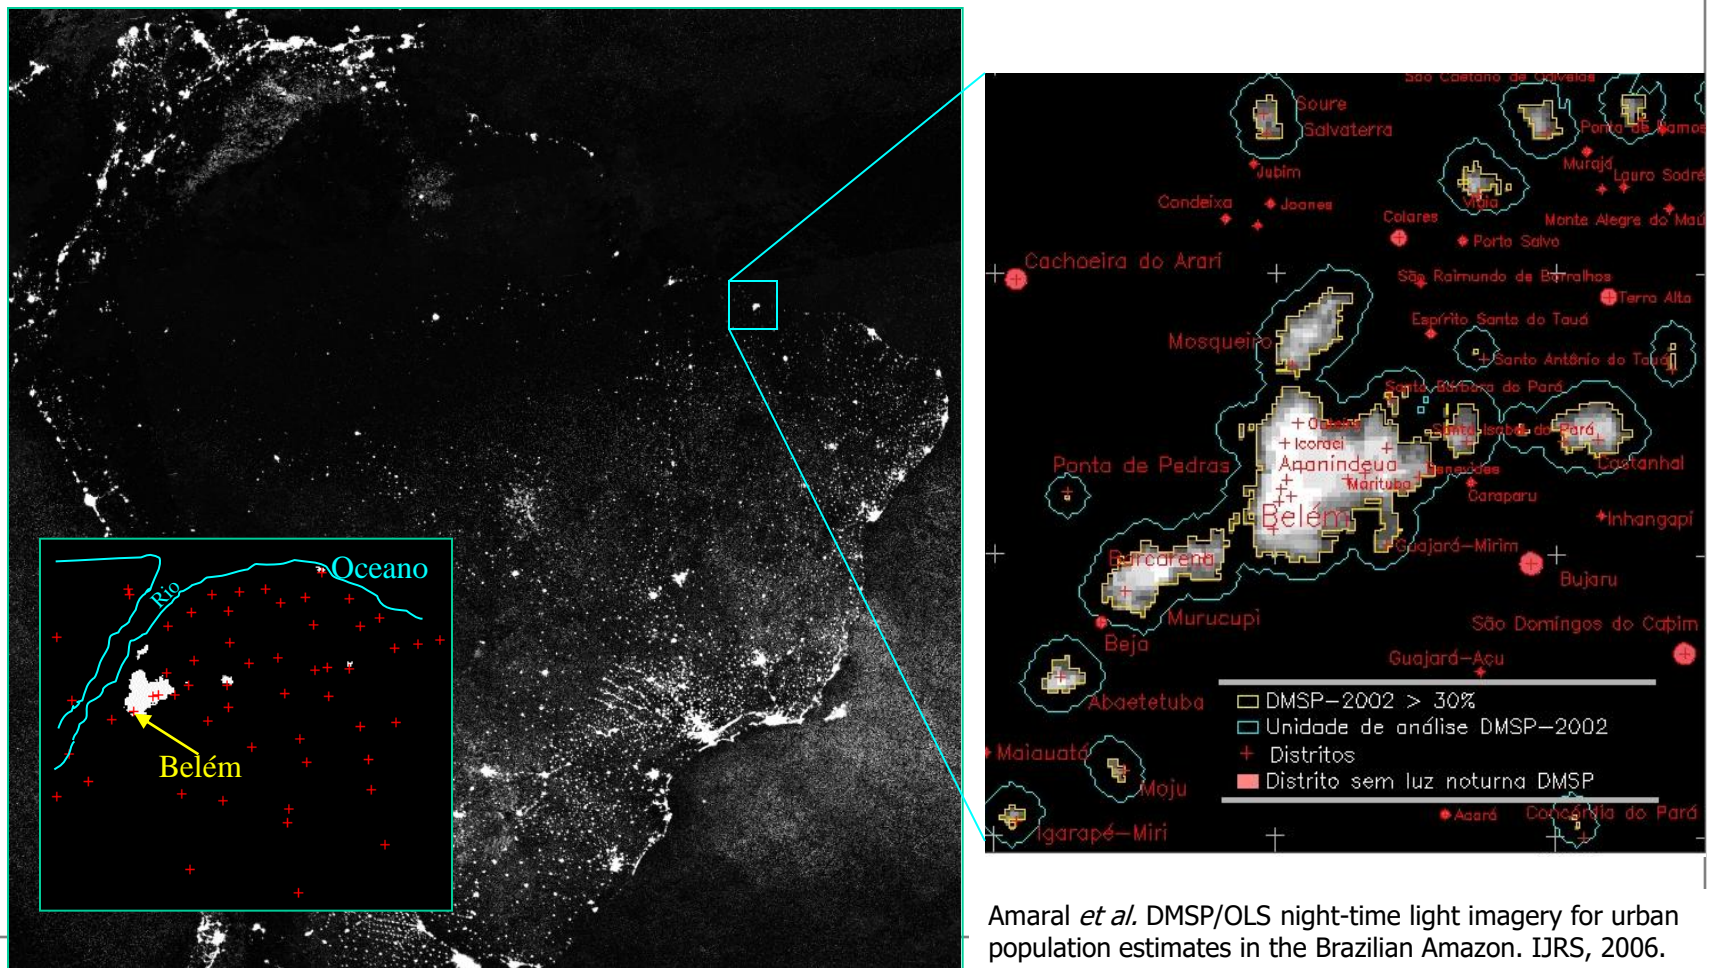 Oceano
Rio
Belém
São Caetano de Odivelas
Soure
Salvaterra
Jubim
Condeixa
Joanes
Colares
Murajá
Lauro Sodré
Vigia
Monte Alegre do Maú
Porto Salvo
Cachoeira do Arari
São Raimundo de Borralhos
Terra Alta
Espírito Santo do Tauá
Mosqueiro
Santo Antônio do Tauá
Santa Bárbara do Pará
Outeiro
Santa Isabel do Pará
Icoraci
Ponta de Pedras
Ananindeua
Benevides
Castanhal
Marituba
Caraparu
Belém
Inhangapi
Guajará-Mirim
Barcarena
Bujaru
Murucupi
São Domingos do Capim
Beja
Guajará-Açu
Abaetetuba
DMSP-2002 > 30%
Unidade de análise DMSP-2002
Maiauatá
Distritos
Moju
Distrito sem luz noturna DMSP
Igarapé-Miri
Acará
Concórdia do Pará
Amaral et al. DMSP/OLS night-time light imagery for urban
population estimates in the Brazilian Amazon. IJRS, 2006.